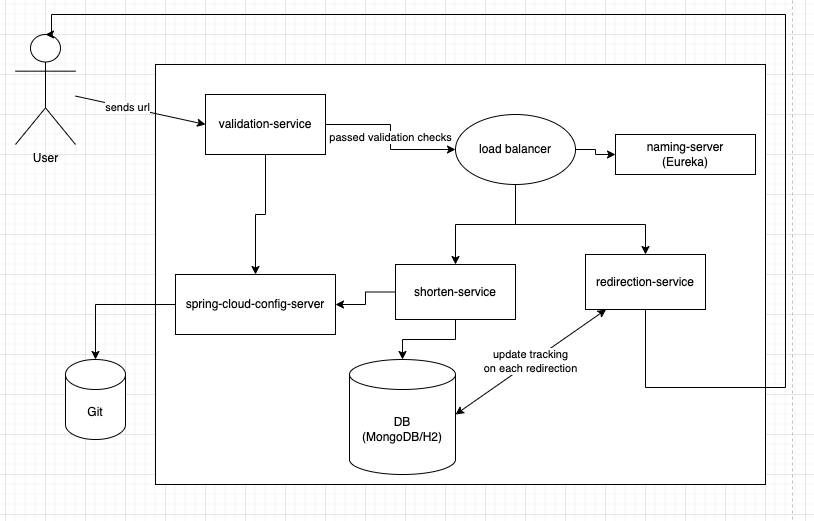 User
sends url
validation-service
passed validation checks
load balancer
naming-server
(Eureka)
spring-cloud-config-server
shorten-service
redirection-service
update tracking
on each redirection
Git
DB
(MongoDB/H2)